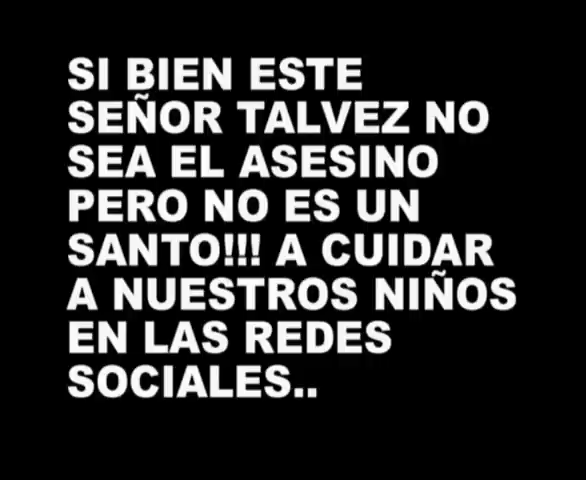 SI BIEN ESTE
SEÑOR TALVEZ NO
SEA EL ASESINO
PERO NO ES UN
SANTO!!! A CUIDAR
A NUESTROS NIÑOS
EN LAS REDES
SOCIALES..